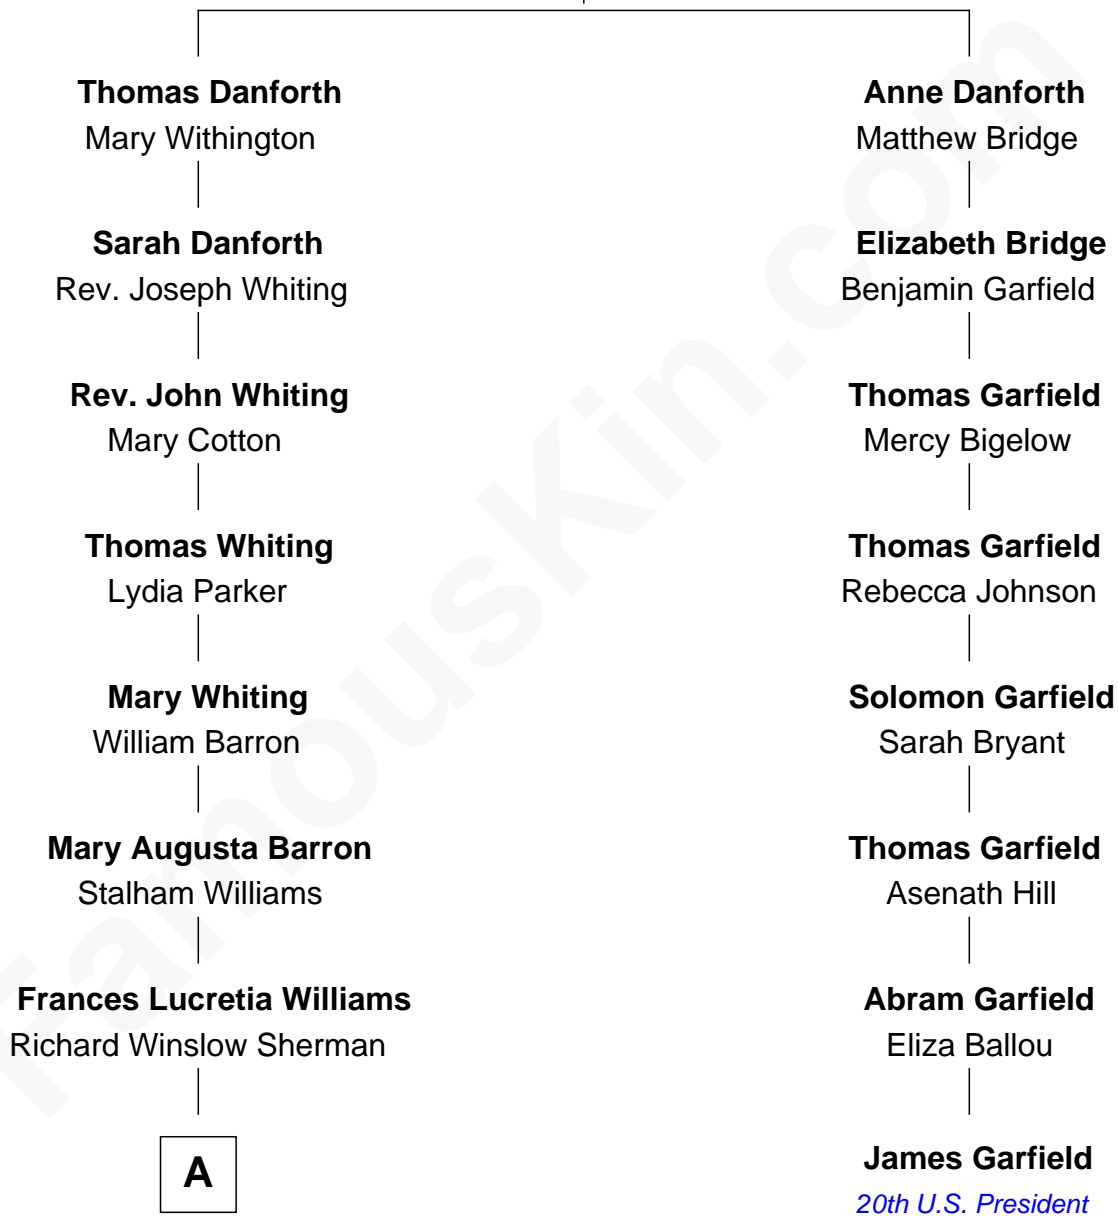 Thomas Danforth
Mary Withington
Sarah Danforth
Rev. Joseph Whiting
Rev. John Whiting
Mary Cotton
Thomas Whiting
Lydia Parker
Mary Whiting
William Barron
Mary Augusta Barron
Stalham Williams
Frances Lucretia Williams
Richard Winslow Sherman
A
Anne Danforth
Matthew Bridge
Elizabeth Bridge
Benjamin Garfield
Thomas Garfield
Mercy Bigelow
Thomas Garfield
Rebecca Johnson
Solomon Garfield
Sarah Bryant
Thomas Garfield
Asenath Hill
Abram Garfield
Eliza Ballou
James Garfield
20th U.S. President
FamousKin.com